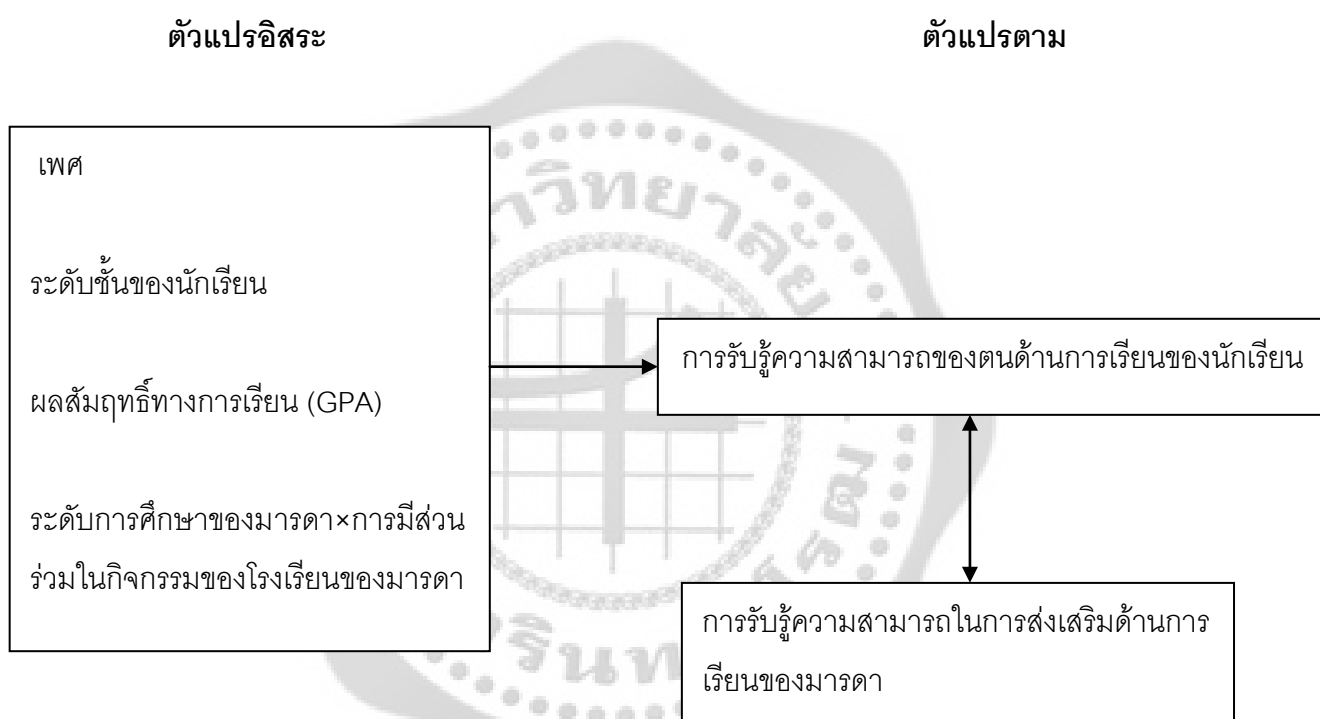 ตัวแปรอิสระ
ตัวแปรตาม
เพศ
ระดับชั้นของนักเรียน
ผลสัมฤทธิ์ทางการเรียน (GPA)
ระดับการศึกษาของมารดา×การมีส่วน
ร่วมในกิจกรรมของโรงเรียนของมารดา
การรับรู้ความสามารถของตนด้านการเรียนของนักเรียน
การรับรู้ความสามารถในการส่งเสริมด้านการ
เรียนของมารดา